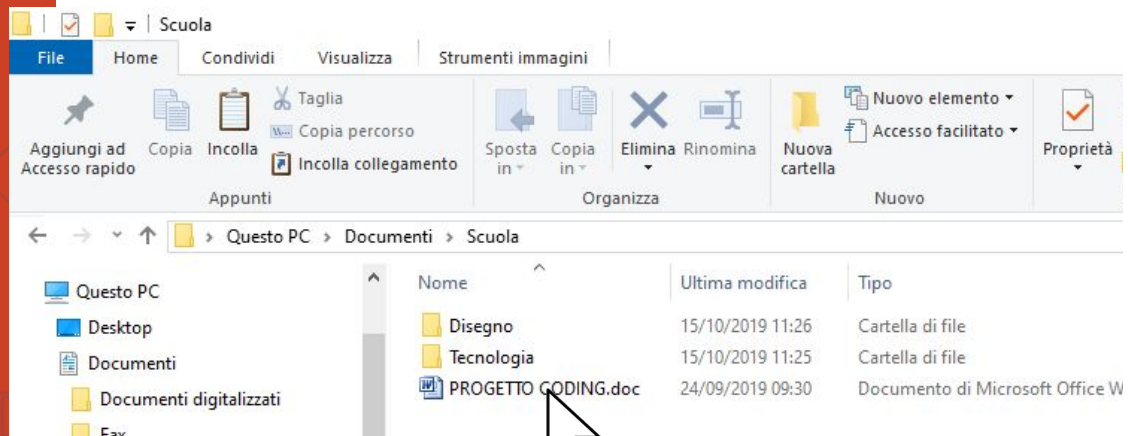 Scuola
File Home Condividi Visualizza Strumenti immagini
Aggiungi ad
Accesso rapido
Copia
Incolla
Taglia
Copia percorso
Incolla collegamento
Appunti
Sposta
in
Copia
in
Elimina
Rinomina
Organizza
Nuova
cartella
Nuovo elemento
Accesso facilitato
Nuovo
Proprietà
Questo PC > Documenti > Scuola
Questo PC
Desktop
Documenti
Documenti digitalizzati
Fax
Nome Ultima modifica Tipo
Disegno 15/10/2019 11:26 Cartella di file
Tecnologia 15/10/2019 11:25 Cartella di file
PROGETTO CODING.doc 24/09/2019 09:30 Documento di Microsoft Office W